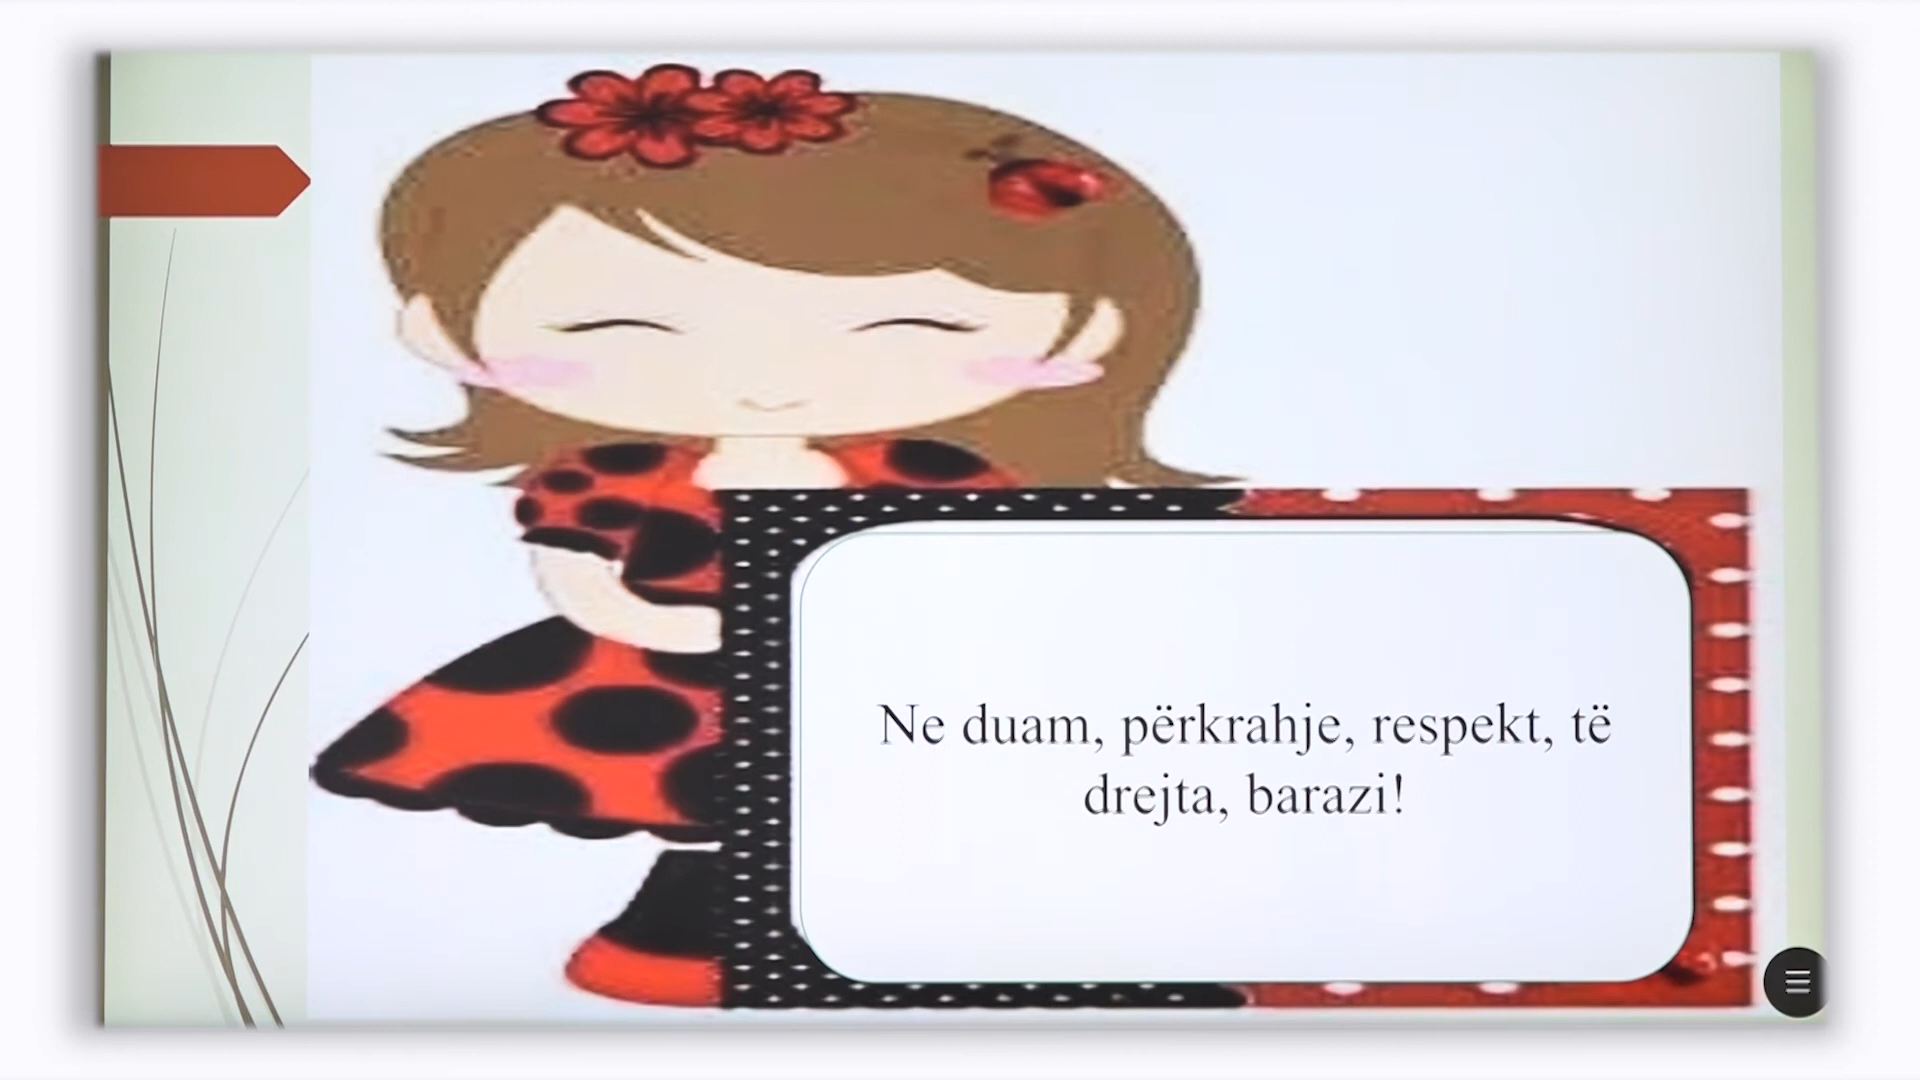 Ne duam, përkrahje, respekt, të
drejta, barazi!